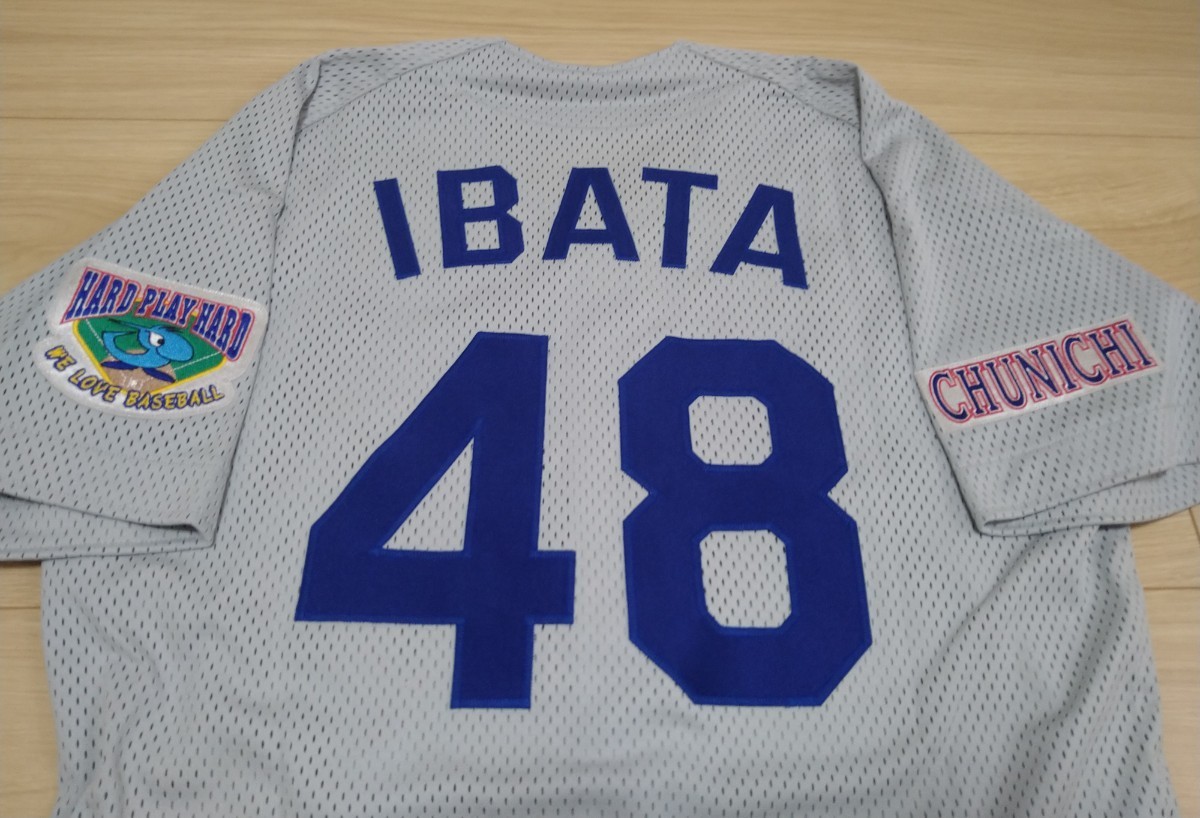 IBATA
48
HARD PLAY HARD
WE LOVE BASEBALL
CHUNICHI